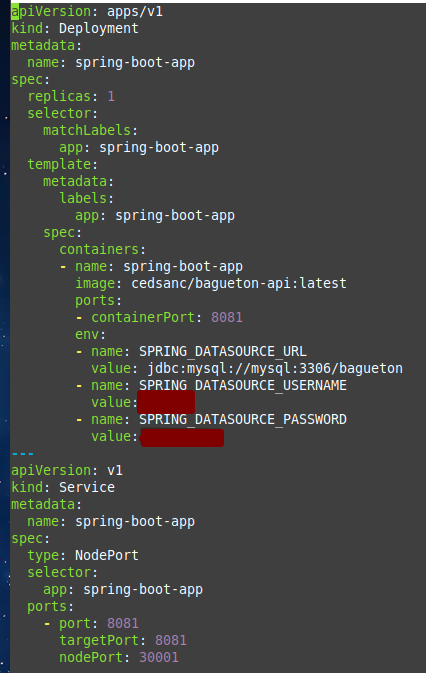 apiVersion: apps/v1
kind: Deployment
metadata:
  name: spring-boot-app
spec:
  replicas: 1
  selector:
    matchLabels:
      app: spring-boot-app
  template:
    metadata:
      labels:
        app: spring-boot-app
    spec:
      containers:
      - name: spring-boot-app
        image: cedsanc/bagueton-api:latest
        ports:
        - containerPort: 8081
        env:
        - name: SPRING_DATASOURCE_URL
          value: jdbc:mysql://mysql:3306/bagueton
        - name: SPRING_DATASOURCE_USERNAME
          value:
        - name: SPRING_DATASOURCE_PASSWORD
          value:
---
apiVersion: v1
kind: Service
metadata:
  name: spring-boot-app
spec:
  type: NodePort
  selector:
    app: spring-boot-app
  ports:
    - port: 8081
      targetPort: 8081
      nodePort: 30001